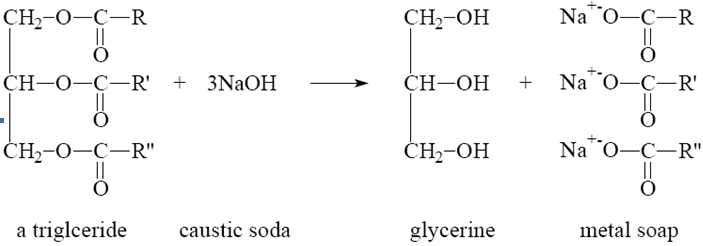 CH₂–O–C–R CH₂–OH Na⁺⁻O–C–R
O O
CH–O–C–R' + 3NaOH CH–OH + Na⁺⁻O–C–R'
O O
CH₂–O–C–R" CH₂–OH Na⁺⁻O–C–R"
O O
a triglceride caustic soda glycerine metal soap